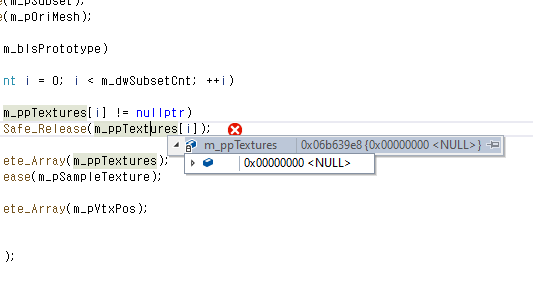 e(m_pSubset);
e(m_pOriMesh);
m_bIsPrototype)
nt i = 0; i < m_dwSubsetCnt; ++i)
m_ppTextures[i] != nullptr)
Safe_Release(m_ppTextures[i]);
m_ppTextures 0x06b639e8 {0x00000000 <NULL>}
ete_Array(m_ppTextures);
0x00000000 <NULL>
ease(m_pSampleTexture);
ete_Array(m_pVtxPos);
);